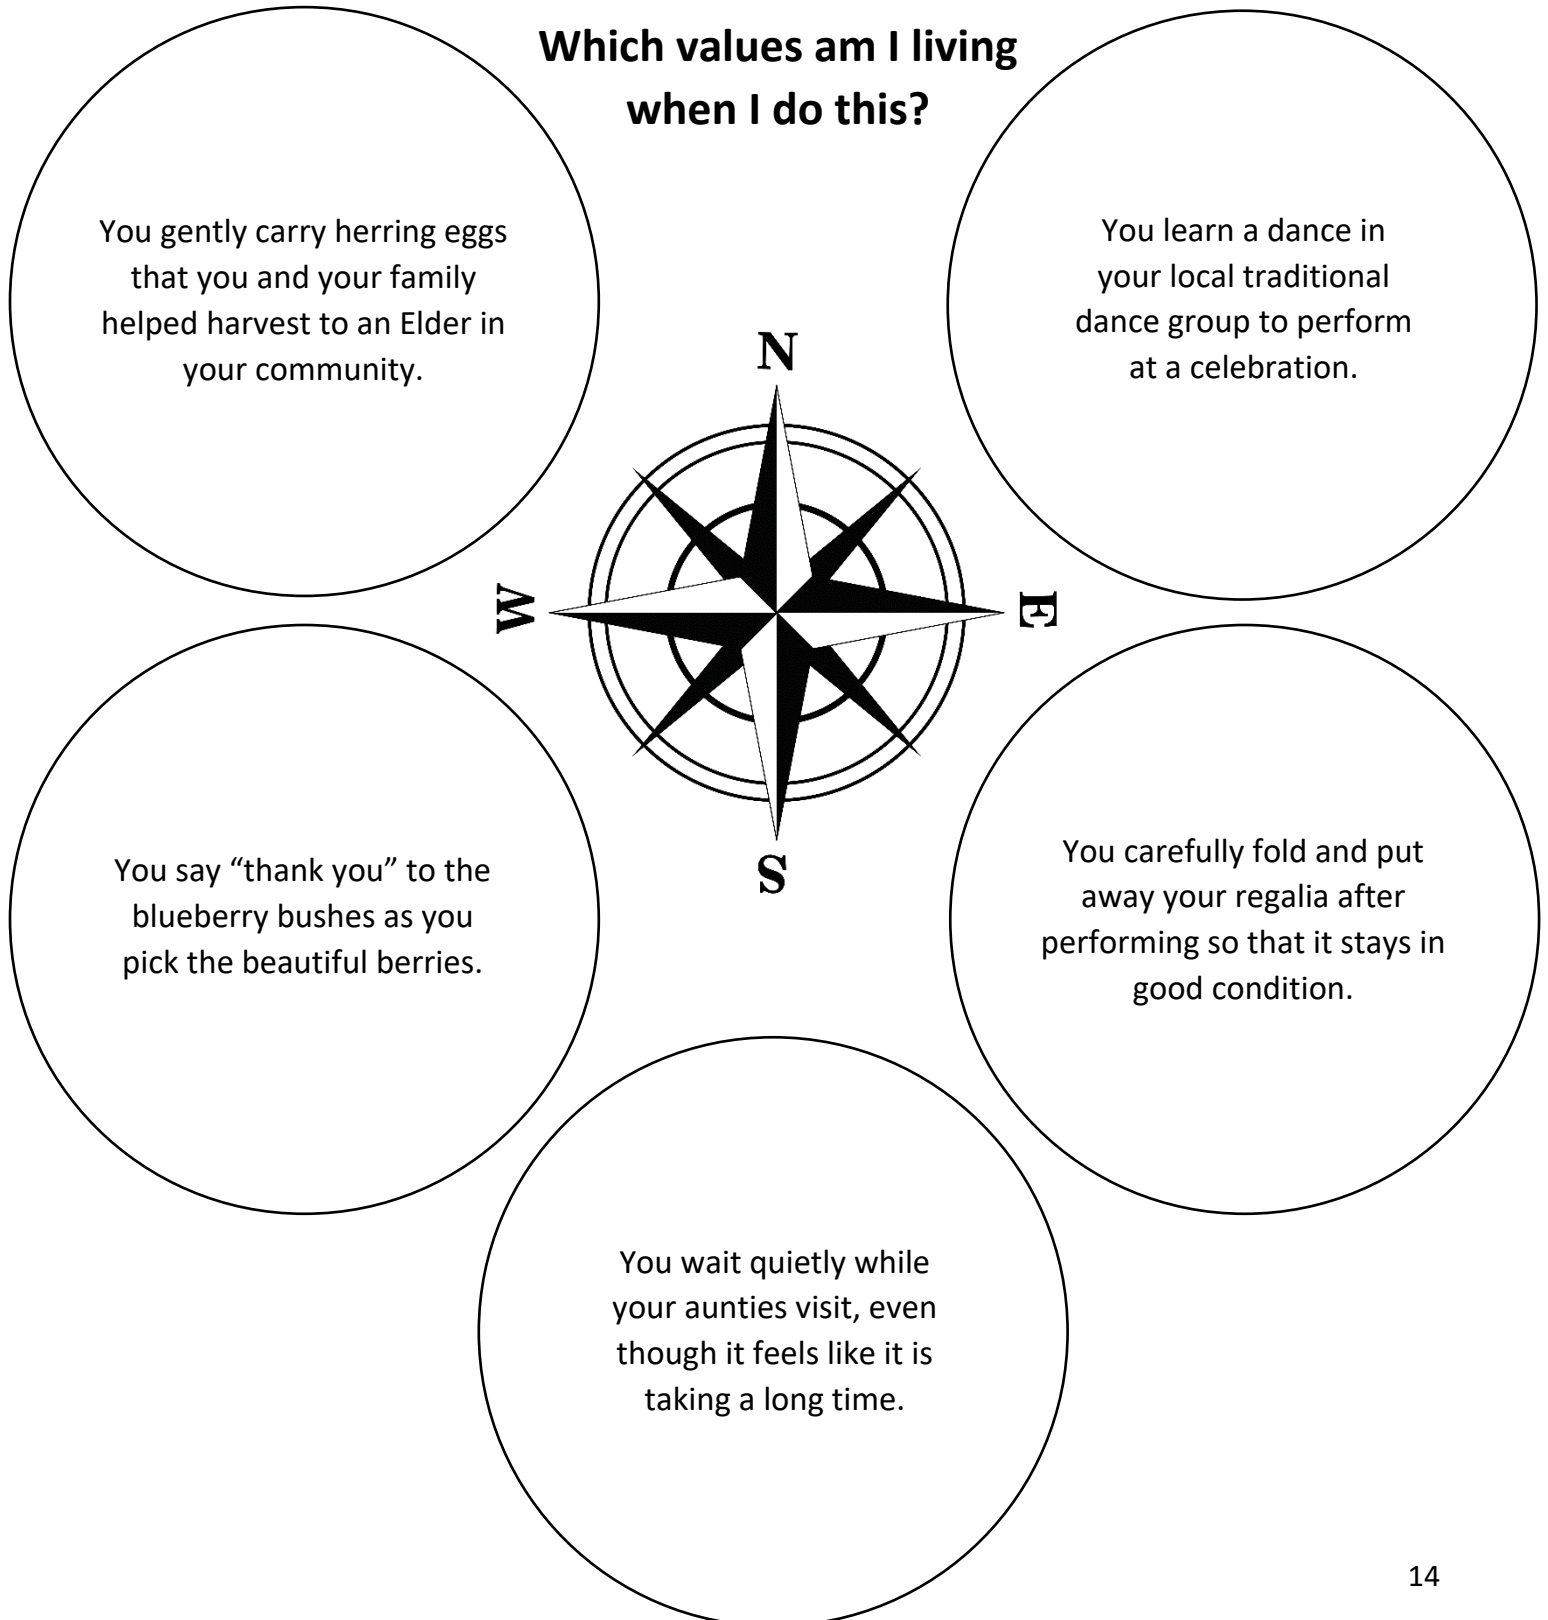 Which values am I living
when I do this?
You gently carry herring eggs
that you and your family
helped harvest to an Elder in
your community.
You learn a dance in
your local traditional
dance group to perform
at a celebration.
N
W
E
S
You say “thank you” to the
blueberry bushes as you
pick the beautiful berries.
You carefully fold and put
away your regalia after
performing so that it stays in
good condition.
You wait quietly while
your aunties visit, even
though it feels like it is
taking a long time.
14